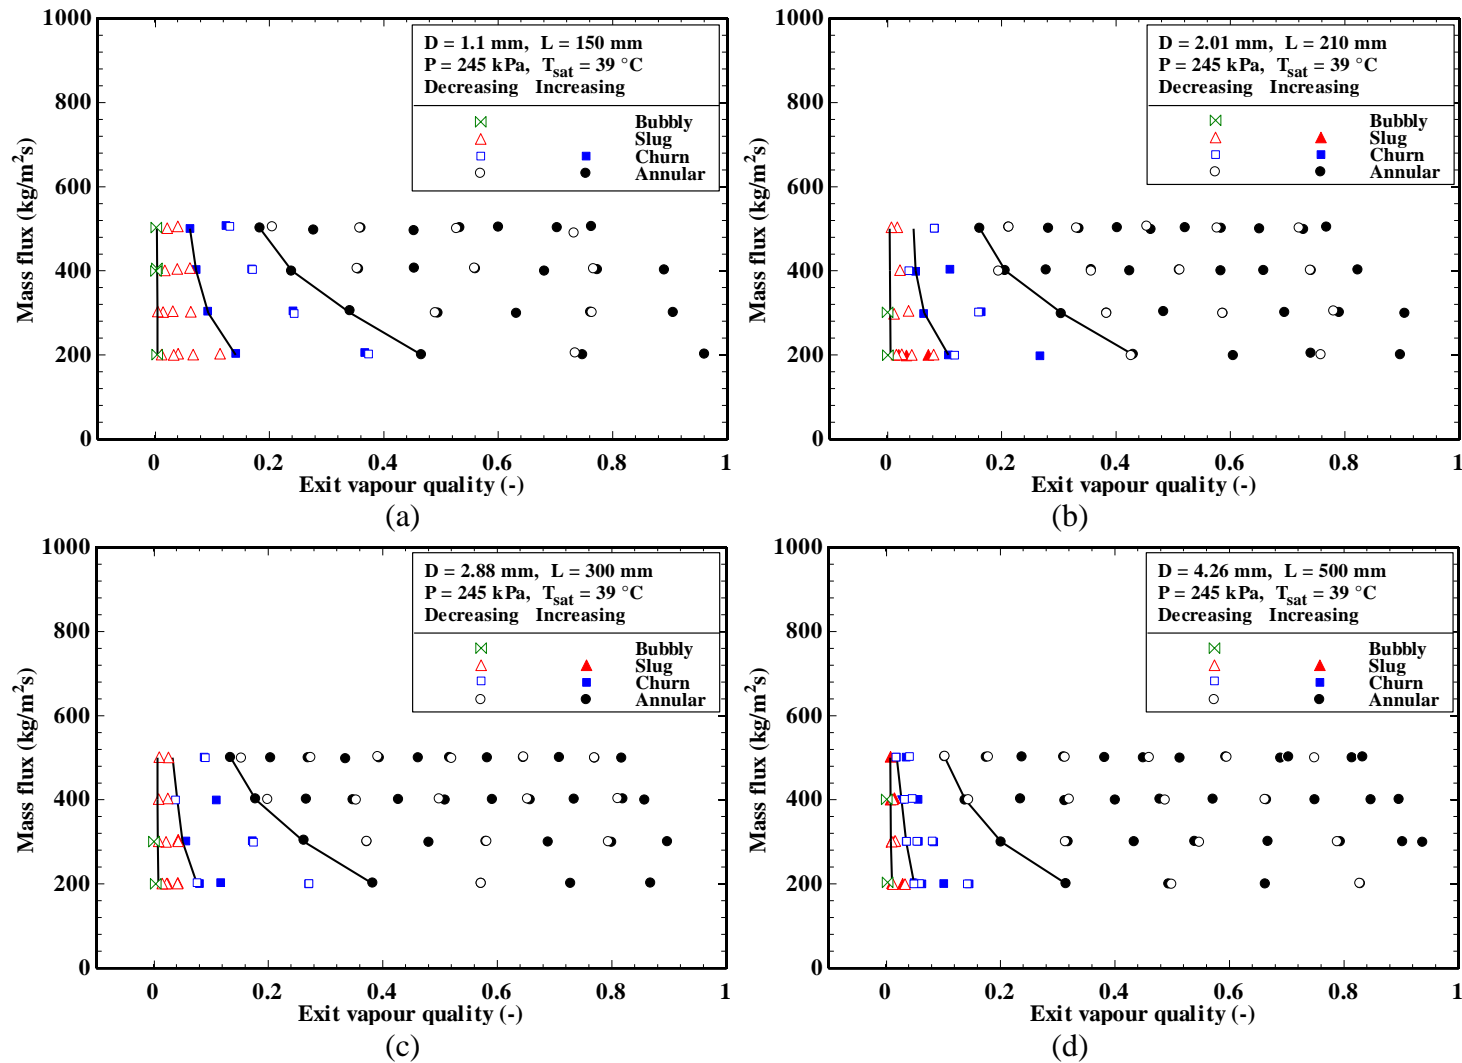 1000
800
600
400
200
0
Mass flux (kg/m²s)
D = 1.1 mm, L = 150 mm
P = 245 kPa, T_sat = 39 °C
Decreasing Increasing
Bubbly
Slug
Churn
Annular
0 0.2 0.4 0.6 0.8 1
Exit vapour quality (-)
(a)
1000
800
600
400
200
0
Mass flux (kg/m²s)
D = 2.01 mm, L = 210 mm
P = 245 kPa, T_sat = 39 °C
Decreasing Increasing
Bubbly
Slug
Churn
Annular
0 0.2 0.4 0.6 0.8 1
Exit vapour quality (-)
(b)
1000
800
600
400
200
0
Mass flux (kg/m²s)
D = 2.88 mm, L = 300 mm
P = 245 kPa, T_sat = 39 °C
Decreasing Increasing
Bubbly
Slug
Churn
Annular
0 0.2 0.4 0.6 0.8 1
Exit vapour quality (-)
(c)
1000
800
600
400
200
0
Mass flux (kg/m²s)
D = 4.26 mm, L = 500 mm
P = 245 kPa, T_sat = 39 °C
Decreasing Increasing
Bubbly
Slug
Churn
Annular
0 0.2 0.4 0.6 0.8 1
Exit vapour quality (-)
(d)